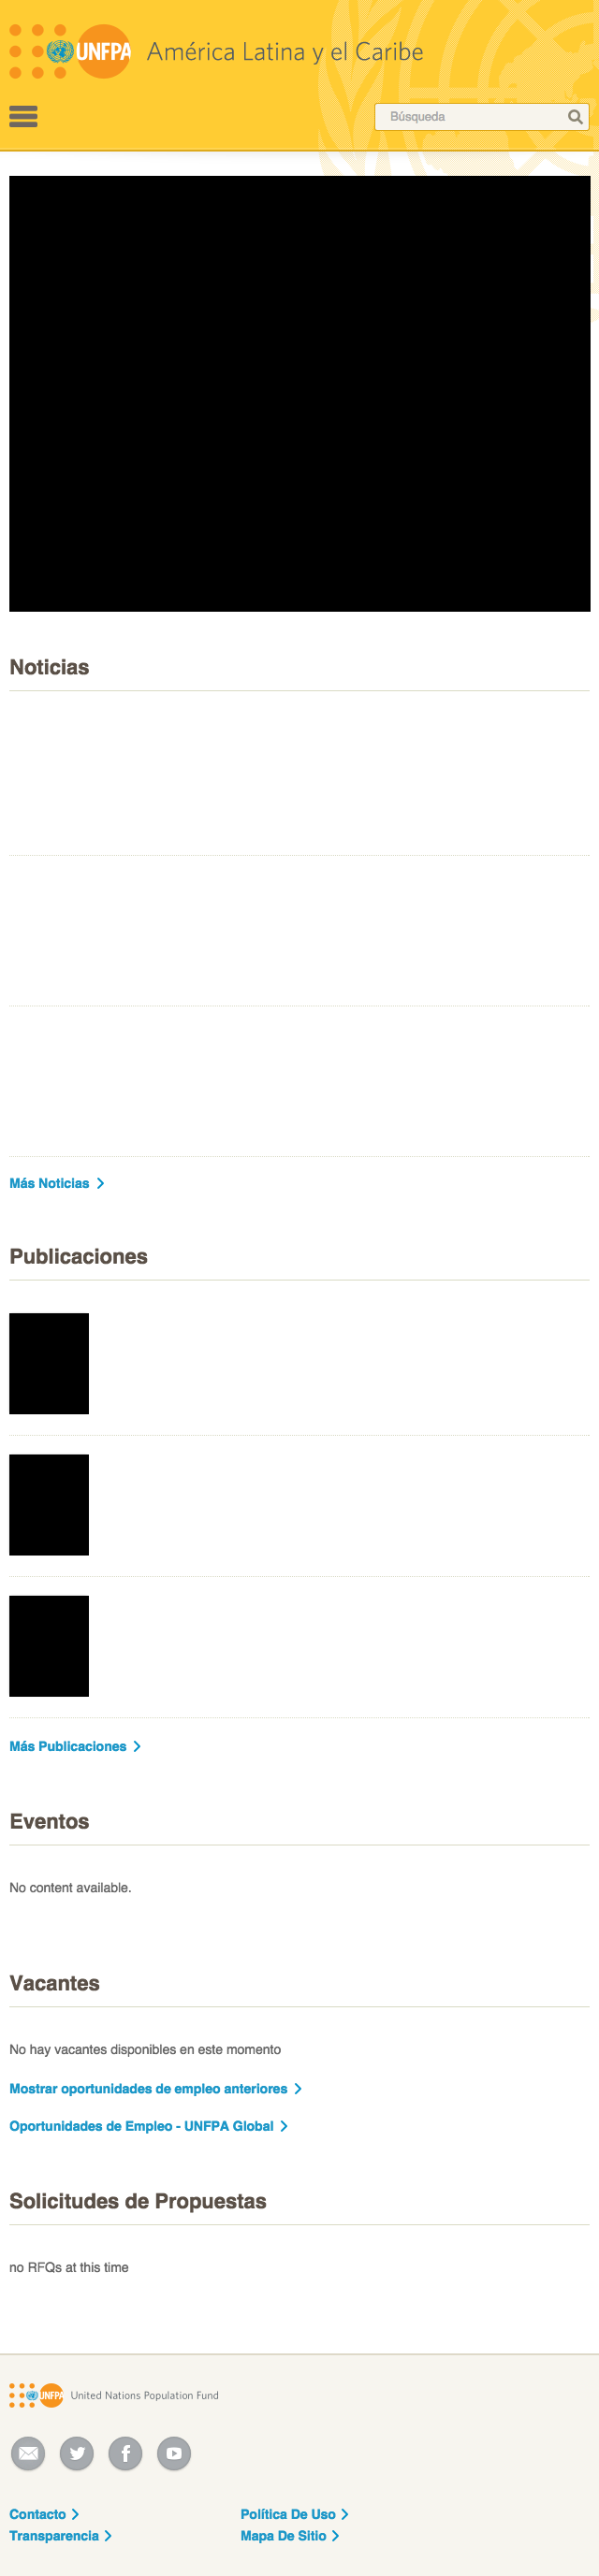 UNFPA América Latina y el Caribe
Búsqueda
Noticias
Más Noticias
Publicaciones
Más Publicaciones
Eventos
No content available.
Vacantes
No hay vacantes disponibles en este momento
Mostrar oportunidades de empleo anteriores
Oportunidades de Empleo - UNFPA Global
Solicitudes de Propuestas
no RFQs at this time
UNFPA United Nations Population Fund
Contacto Política De Uso
Transparencia Mapa De Sitio